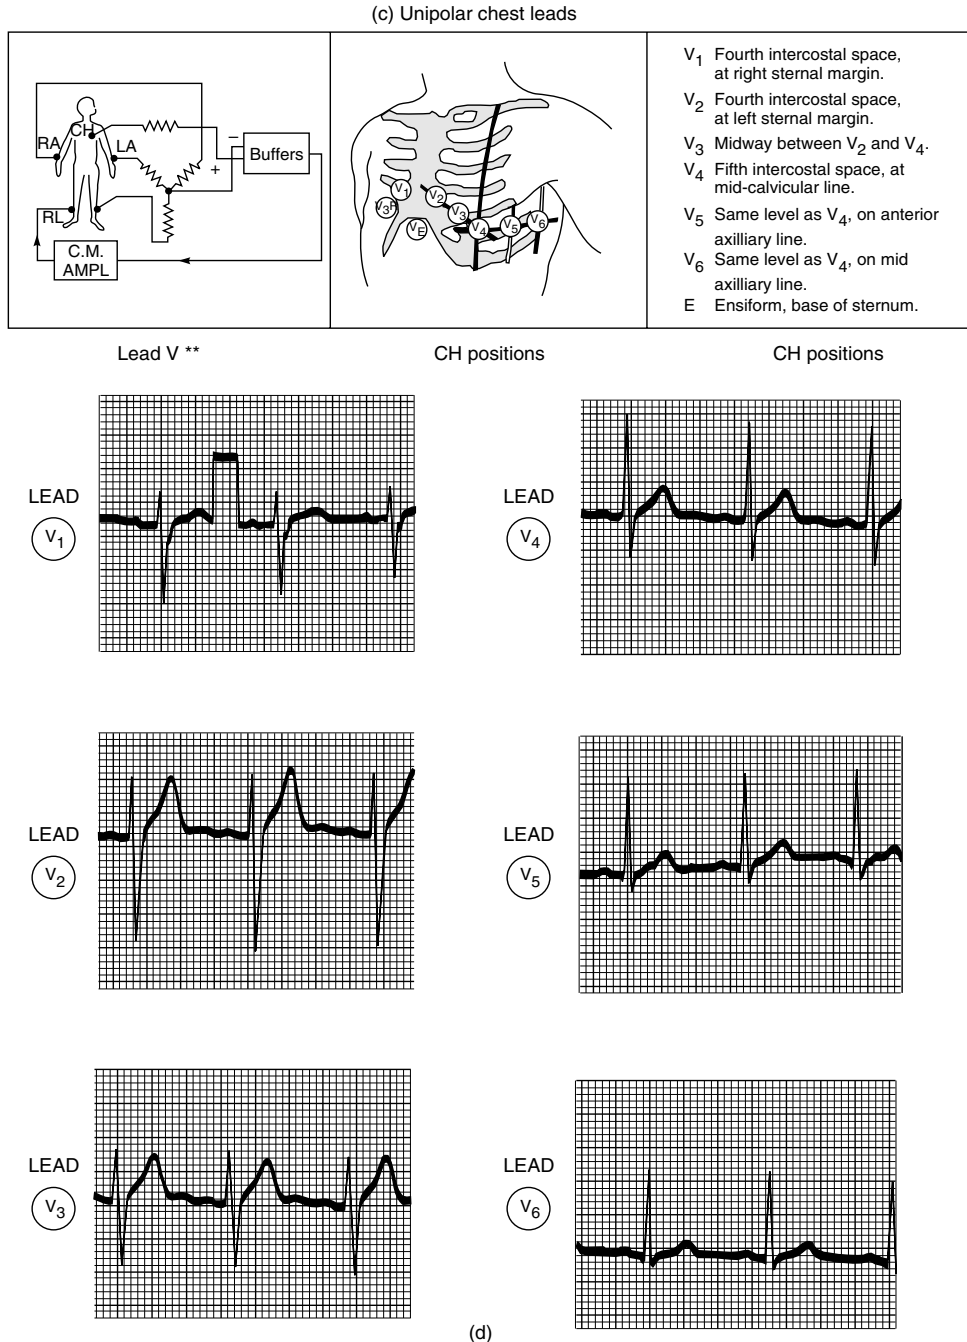 (c) Unipolar chest leads
RA
CH
LA
RL
C.M.
AMPL
Buffers
−
+
V1
V2
V3
V3R
VE
V4
V5
V6
V1 Fourth intercostal space,
at right sternal margin.
V2 Fourth intercostal space,
at left sternal margin.
V3 Midway between V2 and V4.
V4 Fifth intercostal space, at
mid-calvicular line.
V5 Same level as V4, on anterior
axilliary line.
V6 Same level as V4, on mid
axilliary line.
E Ensiform, base of sternum.
Lead V **
CH positions
CH positions
LEAD
V1
LEAD
V4
LEAD
V2
LEAD
V5
LEAD
V3
LEAD
V6
(d)